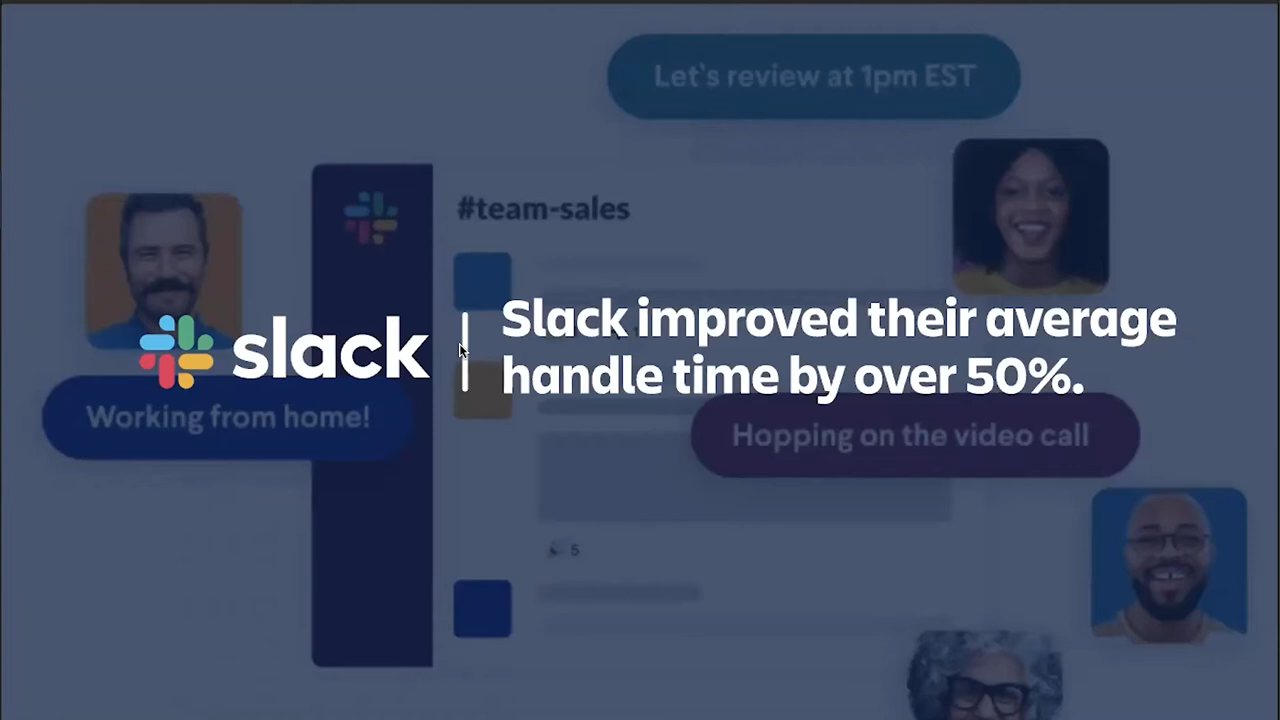 Let's review at 1pm EST
#team-sales
slack
Slack improved their average
handle time by over 50%.
Working from home!
Hopping on the video call
5